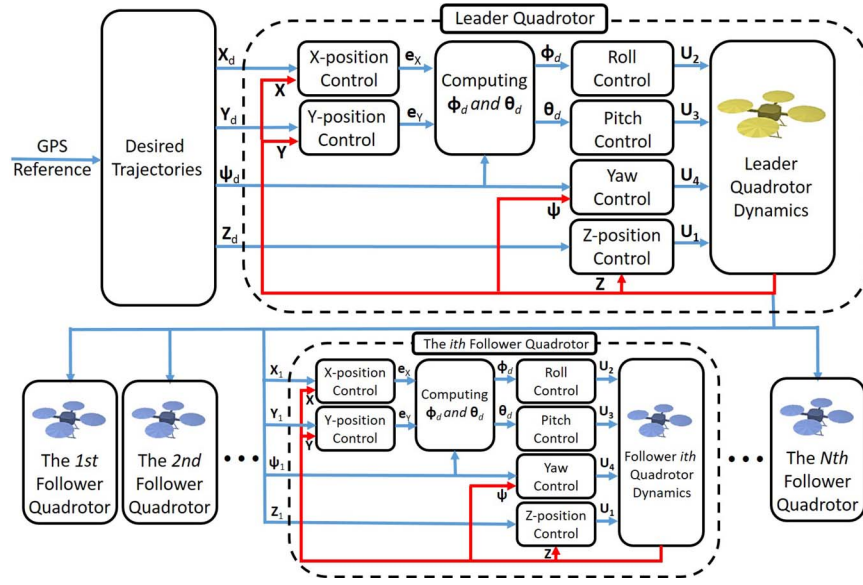 Leader Quadrotor
GPS
Reference
Desired
Trajectories
X_d
Y_d
ψ_d
Z_d
X-position
Control
X
Y-position
Control
Y
e_X
e_Y
Computing
ϕ_d and θ_d
ϕ_d
θ_d
Roll
Control
Pitch
Control
Yaw
Control
ψ
Z-position
Control
Z
U_2
U_3
U_4
U_1
Leader
Quadrotor
Dynamics
The 1st
Follower
Quadrotor
The 2nd
Follower
Quadrotor
The ith Follower Quadrotor
X_1
Y_1
ψ_1
Z_1
X-position
Control
X
Y-position
Control
Y
e_X
e_Y
Computing
ϕ_d and θ_d
ϕ_d
θ_d
Roll
Control
Pitch
Control
Yaw
Control
ψ
Z-position
Control
Z
U_2
U_3
U_4
U_1
Follower ith
Quadrotor
Dynamics
The Nth
Follower
Quadrotor